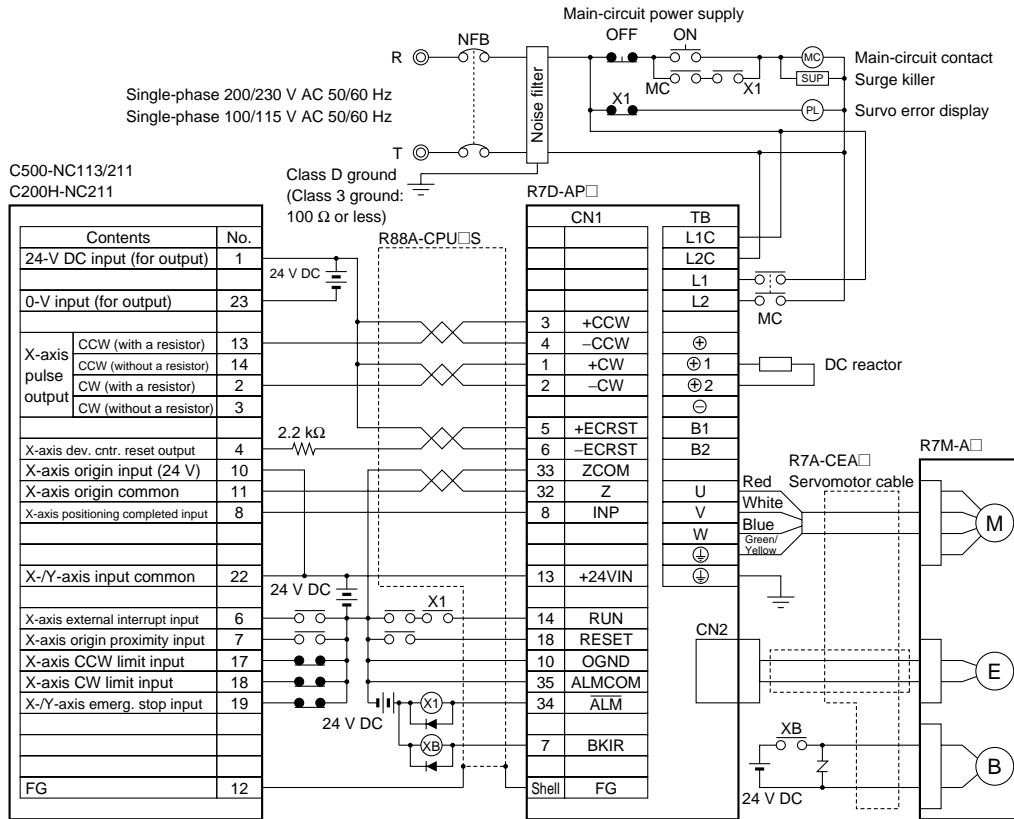 Main-circuit power supply
OFF ON
R NFB
MC Main-circuit contact
MC X1 SUP Surge killer
Single-phase 200/230 V AC 50/60 Hz
Single-phase 100/115 V AC 50/60 Hz
Noise filter
X1 PL Survo error display
T
Class D ground
(Class 3 ground:
100 Ω or less)
C500-NC113/211
C200H-NC211
R7D-AP□
R88A-CPU□S
Contents No.
24-V DC input (for output) 1
0-V input (for output) 23
X-axis pulse output
CCW (with a resistor) 13
CCW (without a resistor) 14
CW (with a resistor) 2
CW (without a resistor) 3
X-axis dev. cntr. reset output 4
X-axis origin input (24 V) 10
X-axis origin common 11
X-axis positioning completed input 8
X-/Y-axis input common 22
X-axis external interrupt input 6
X-axis origin proximity input 7
X-axis CCW limit input 17
X-axis CW limit input 18
X-/Y-axis emerg. stop input 19
FG 12
24 V DC
2.2 kΩ
24 V DC
X1
24 V DC
X1
XB
CN1
3 +CCW
4 −CCW
1 +CW
2 −CW
5 +ECRST
6 −ECRST
33 ZCOM
32 Z
8 INP
13 +24VIN
14 RUN
18 RESET
10 OGND
35 ALMCOM
34 A̅L̅M̅
7 BKIR
Shell FG
TB
L1C
L2C
L1
L2
MC
⊕
⊕1
⊕2
DC reactor
⊖
B1
B2
U
V
W
Red
White
Blue
Green/
Yellow
R7A-CEA□
Servomotor cable
R7M-A□
M
CN2
E
XB
24 V DC
B